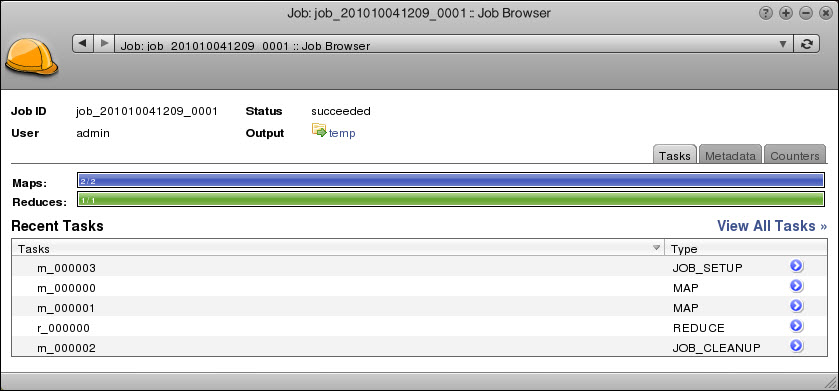 Job: job_201010041209_0001 :: Job Browser
Job: job_201010041209_0001 :: Job Browser
Job ID job_201010041209_0001 Status succeeded
User admin Output temp
Tasks Metadata Counters
Maps: 2 / 2
Reduces: 1 / 1
Recent Tasks View All Tasks »
Tasks Type
m_000003 JOB_SETUP
m_000000 MAP
m_000001 MAP
r_000000 REDUCE
m_000002 JOB_CLEANUP